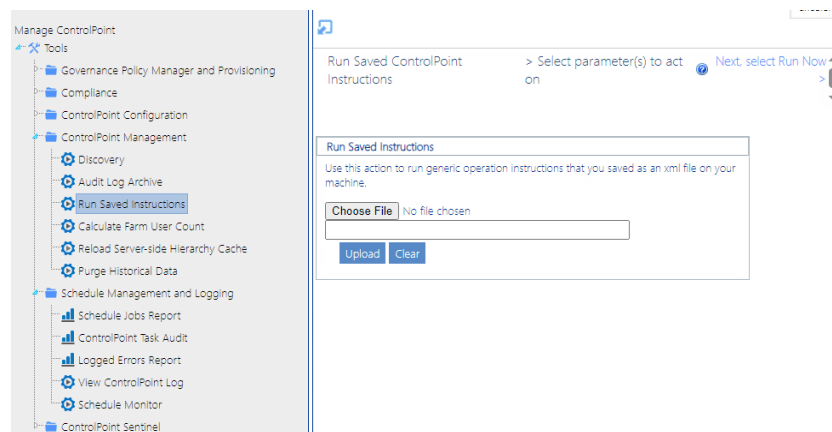 Manage ControlPoint
Tools
Governance Policy Manager and Provisioning
Compliance
ControlPoint Configuration
ControlPoint Management
Discovery
Audit Log Archive
Run Saved Instructions
Calculate Farm User Count
Reload Server-side Hierarchy Cache
Purge Historical Data
Schedule Management and Logging
Schedule Jobs Report
ControlPoint Task Audit
Logged Errors Report
View ControlPoint Log
Schedule Monitor
ControlPoint Sentinel
Run Saved ControlPoint
Instructions
> Select parameter(s) to act
on
Next, select Run Now
>
Run Saved Instructions
Use this action to run generic operation instructions that you saved as an xml file on your
machine.
Choose File No file chosen
Upload Clear